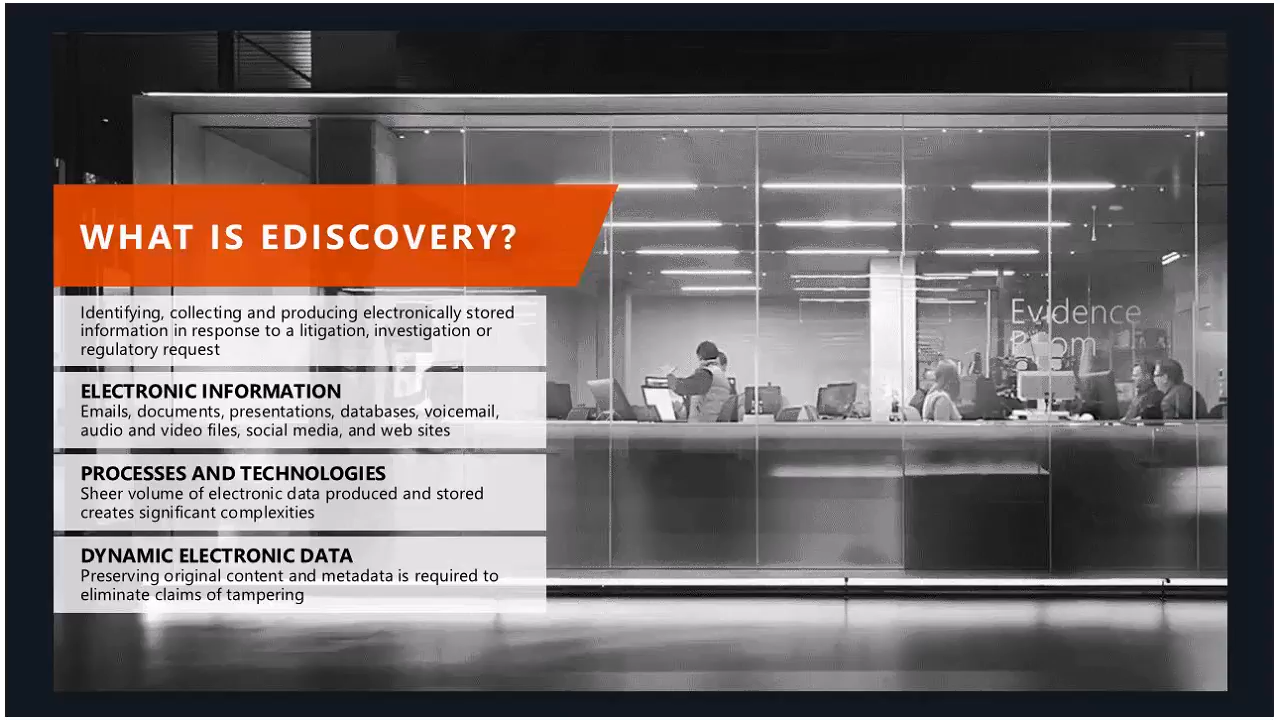 WHAT IS EDISCOVERY?
Identifying, collecting and producing electronically stored
information in response to a litigation, investigation or
regulatory request
ELECTRONIC INFORMATION
Emails, documents, presentations, databases, voicemail,
audio and video files, social media, and web sites
PROCESSES AND TECHNOLOGIES
Sheer volume of electronic data produced and stored
creates significant complexities
DYNAMIC ELECTRONIC DATA
Preserving original content and metadata is required to
eliminate claims of tampering
Evidence
Room